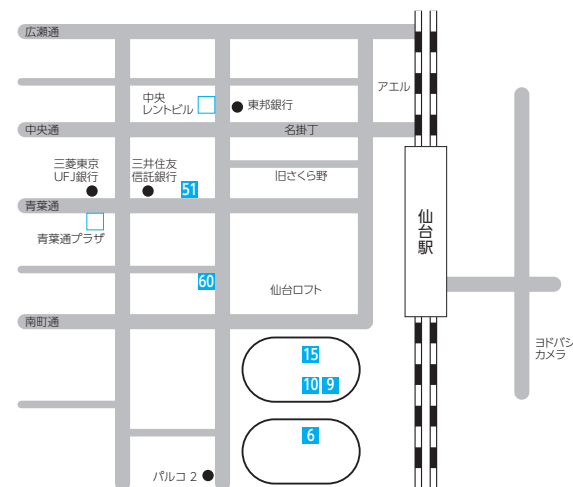 広瀬通
アエル
中央
レントビル
東邦銀行
中央通
名掛丁
三菱東京
UFJ銀行
三井住友
信託銀行
51
旧さくら野
青葉通
青葉通プラザ
仙台駅
60
仙台ロフト
南町通
15
ヨドバシ
カメラ
10 9
6
パルコ 2